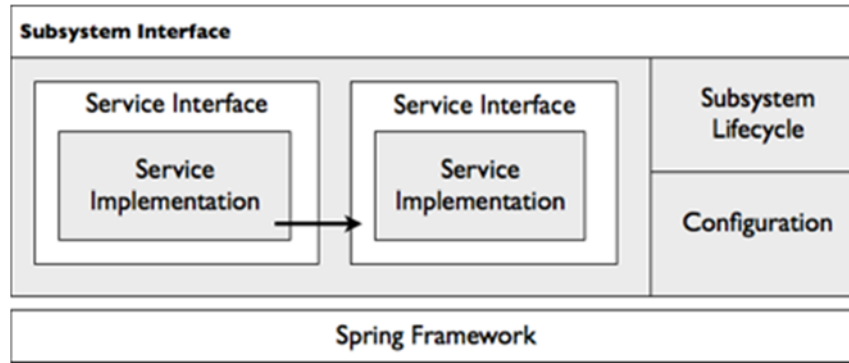 Subsystem Interface
Service Interface
Service
Implementation
Service Interface
Service
Implementation
Subsystem
Lifecycle
Configuration
Spring Framework